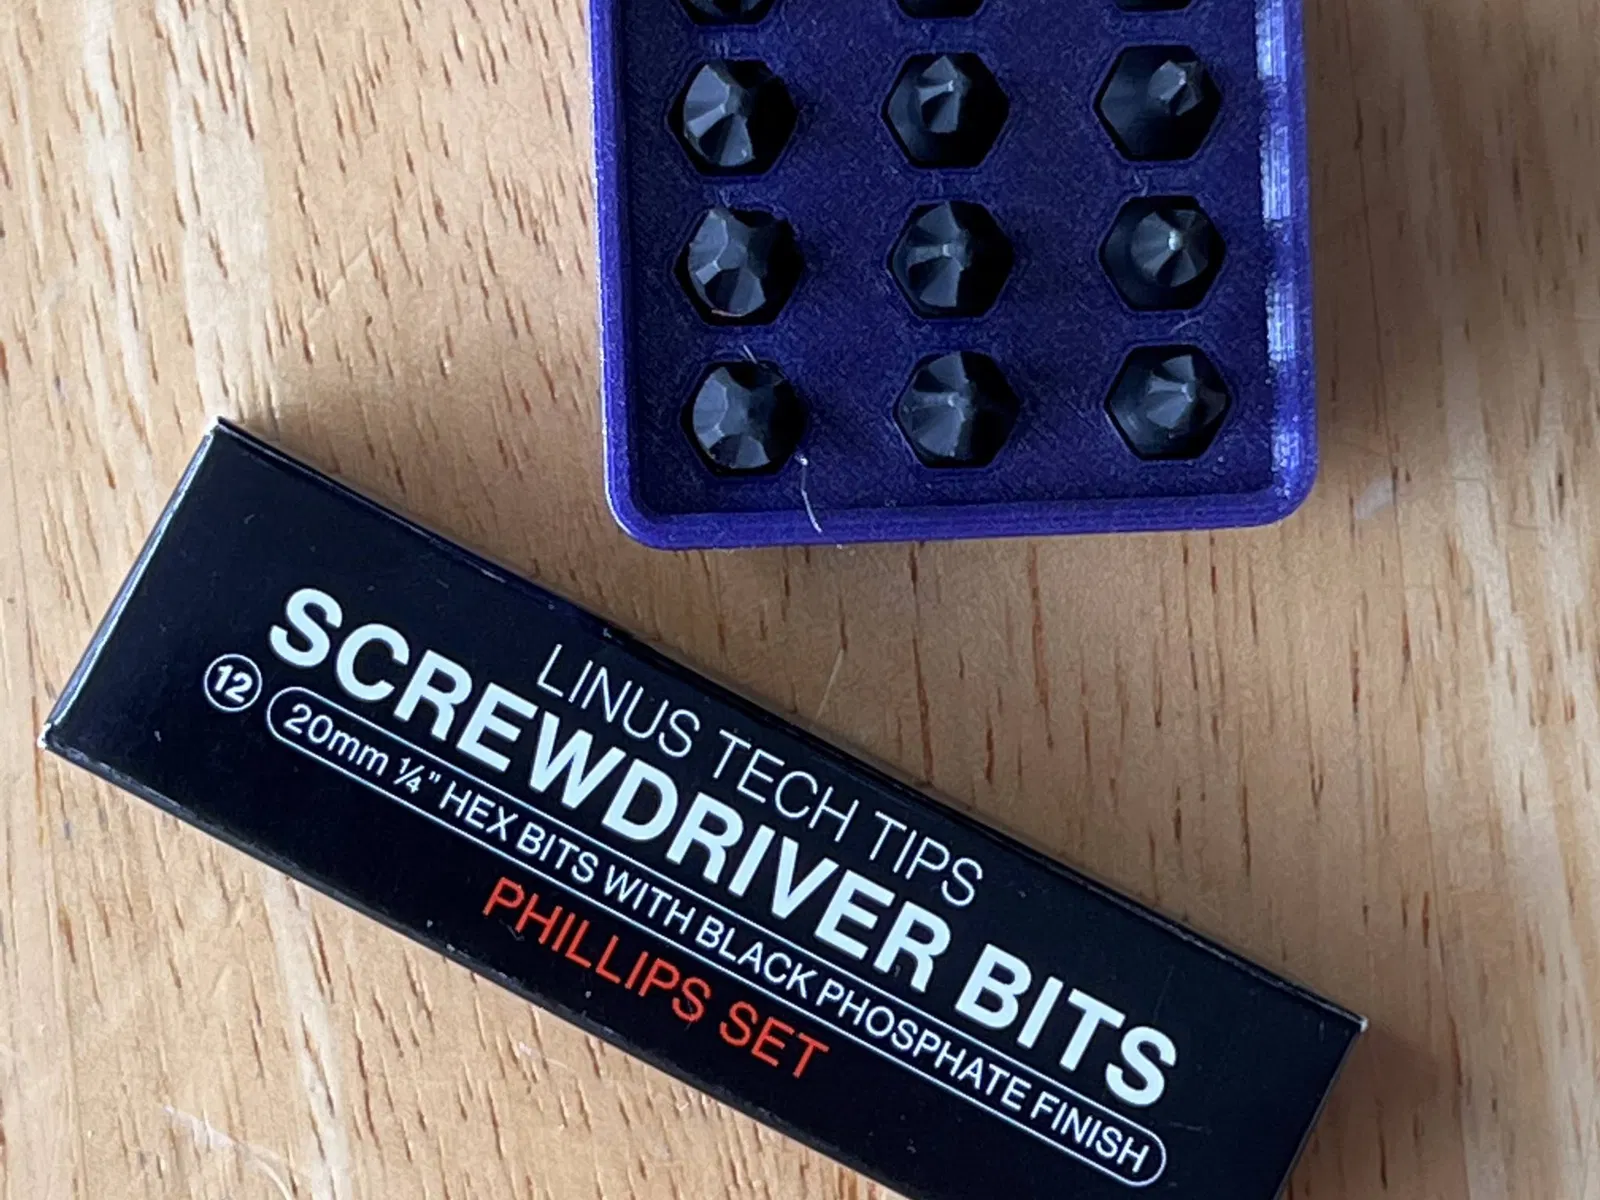 LINUS TECH TIPS
SCREWDRIVER BITS
12 20mm ¼" HEX BITS WITH BLACK PHOSPHATE FINISH
PHILLIPS SET